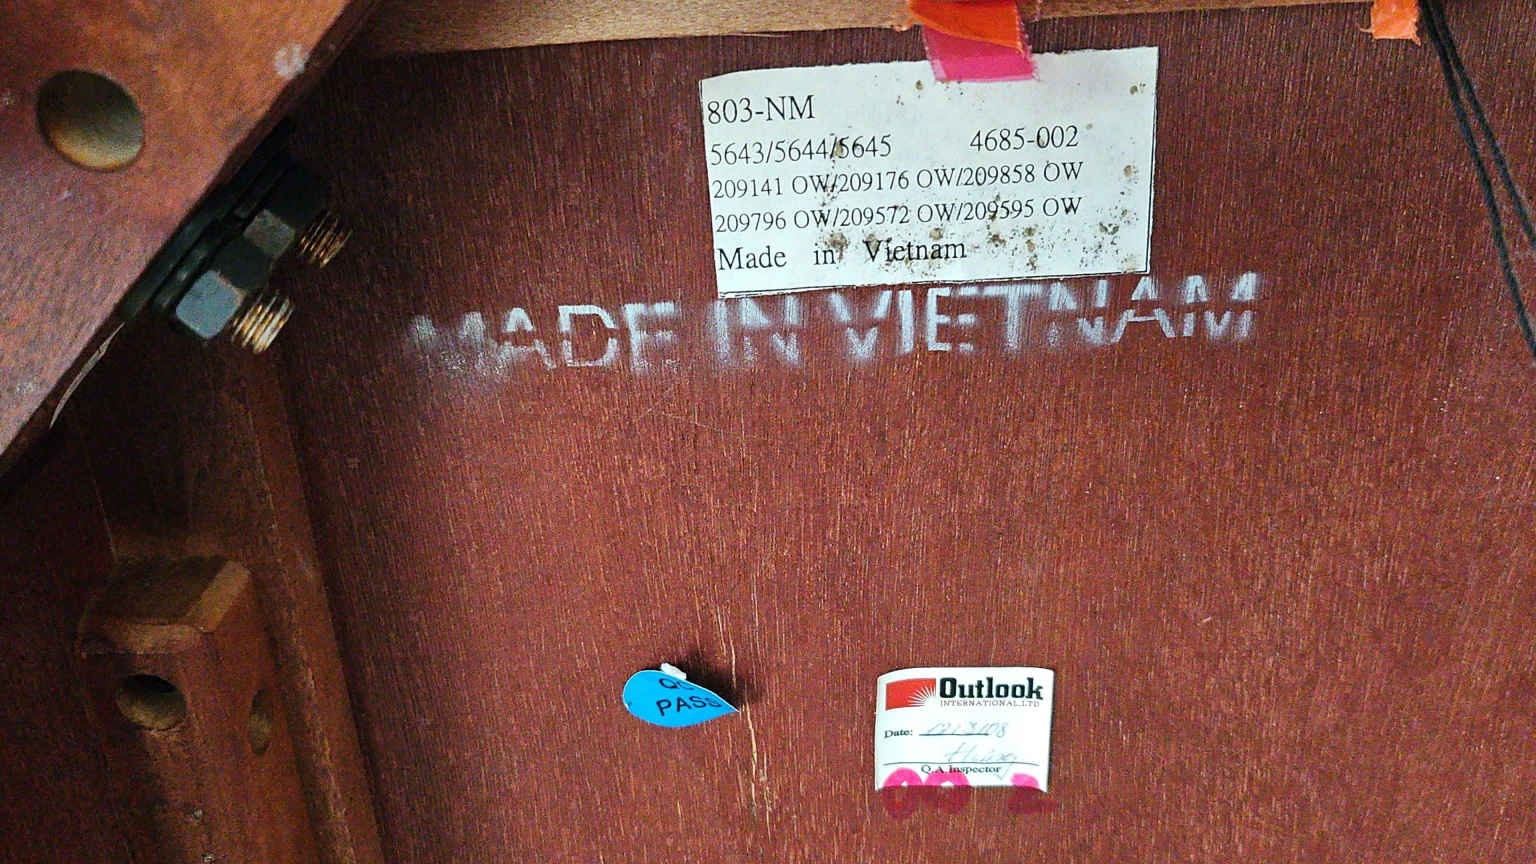 803-NM
5643/5644/5645 4685-002
209141 OW/209176 OW/209858 OW
209796 OW/209572 OW/209595 OW
Made in Vietnam
MADE IN VIETNAM
QC
PASS
Outlook
INTERNATIONAL.LTD
Date:
Q.A Inspector